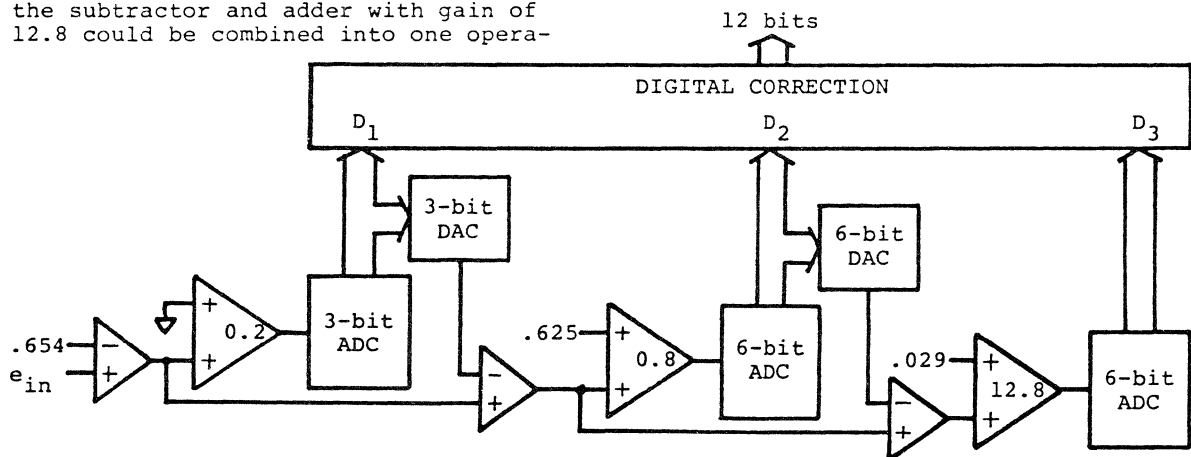 the subtractor and adder with gain of
12.8 could be combined into one opera-
12 bits
DIGITAL CORRECTION
D1
D2
D3
3-bit
DAC
6-bit
DAC
+
0.2
+
3-bit
ADC
.654
−
ein
+
−
+
.625
+
0.8
+
6-bit
ADC
−
+
.029
+
12.8
+
6-bit
ADC